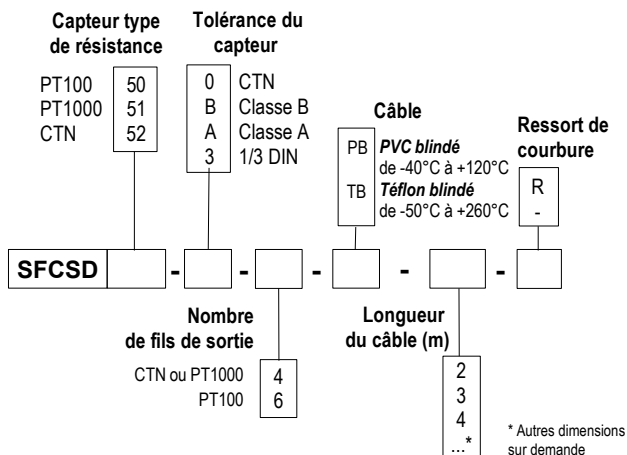 Capteur type
de résistance
PT100 50
PT1000 51
CTN 52
Tolérance du
capteur
0 CTN
B Classe B
A Classe A
3 1/3 DIN
Câble
PB PVC blindé
de -40°C à +120°C
TB Téflon blindé
de -50°C à +260°C
Ressort de
courbure
R
-
SFCSD - - - - -
Nombre
de fils de sortie
CTN ou PT1000 4
PT100 6
Longueur
du câble (m)
2
3
4
...*
* Autres dimensions
sur demande